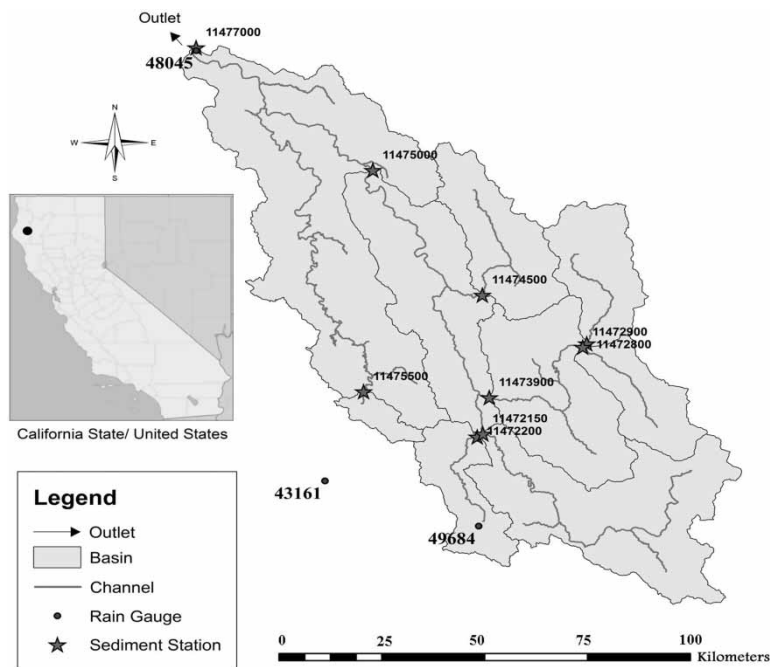 Outlet
11477000
48045
N
W E
S
11475000
11474500
11472900
11472800
11475500
11473900
11472150
11472200
California State/ United States
43161
49684
Legend
Outlet
Basin
Channel
Rain Gauge
Sediment Station
0 25 50 75 100
Kilometers